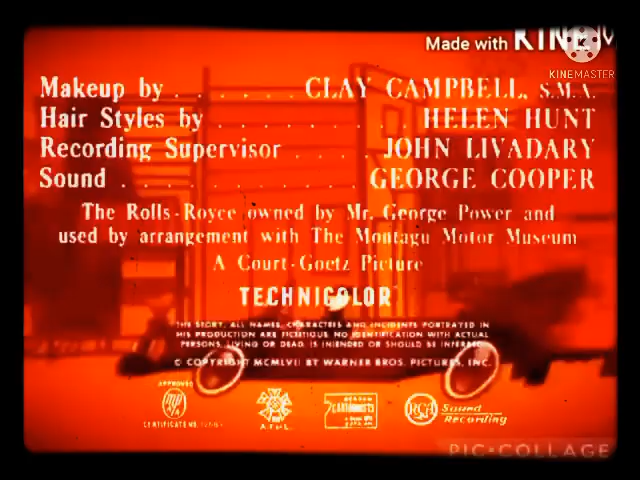 Made with KINEM
KINEMASTER
Makeup by . . . . . . CLAY CAMPBELL, S.M.A.
Hair Styles by . . . . . . HELEN HUNT
Recording Supervisor . . . . JOHN LIVADARY
Sound . . . . . . . . . . GEORGE COOPER
The Rolls-Royce owned by Mr. George Power and
used by arrangement with The Montagu Motor Museum
A Court-Goetz Picture
TECHNICOLOR
THE STORY, ALL NAMES, CHARACTERS AND INCIDENTS PORTRAYED IN
HIS PRODUCTION ARE FICTITIOUS. NO IDENTIFICATION WITH ACTUAL
PERSONS, LIVING OR DEAD, IS INTENDED OR SHOULD BE INFERRED
© COPYRIGHT MCMLVII BY WARNER BROS. PICTURES, INC.
APPROVED
CERTIFICATE NO.
CARTOONISTS
RCA Sound
Recording
PIC·COLLAGE